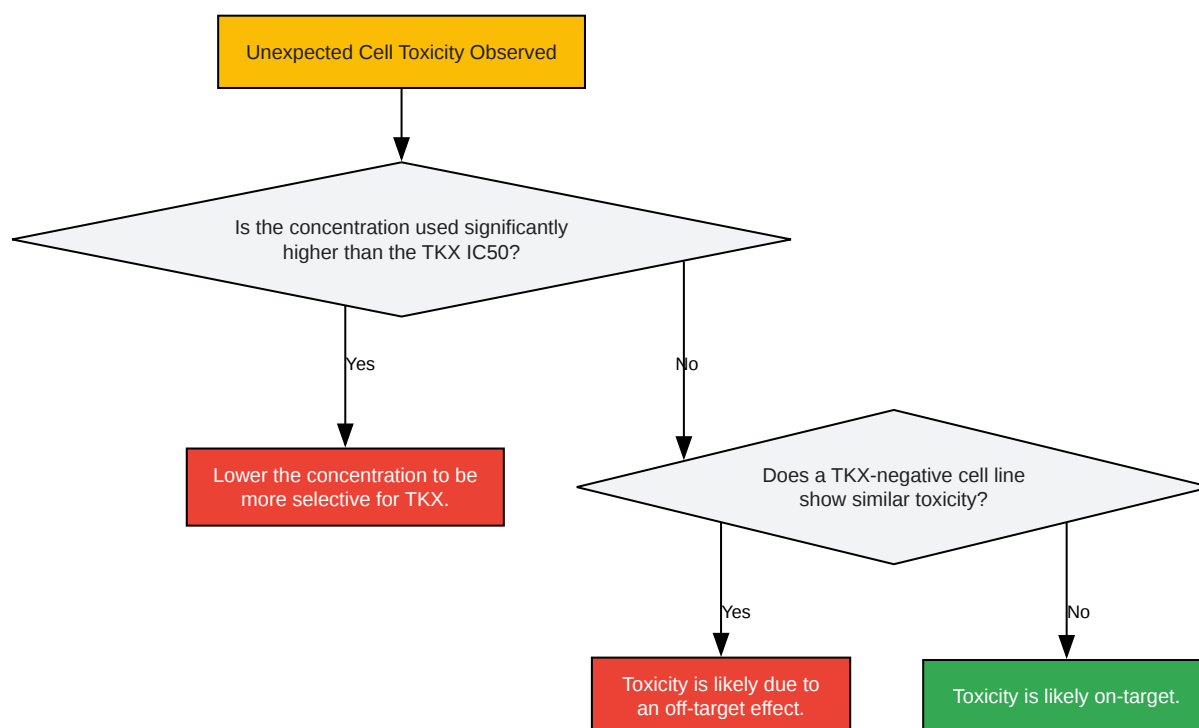 Unexpected Cell Toxicity Observed
Is the concentration used significantly
higher than the TKX IC50?
Yes
No
Lower the concentration to be
more selective for TKX.
Does a TKX-negative cell line
show similar toxicity?
Yes
No
Toxicity is likely due to
an off-target effect.
Toxicity is likely on-target.